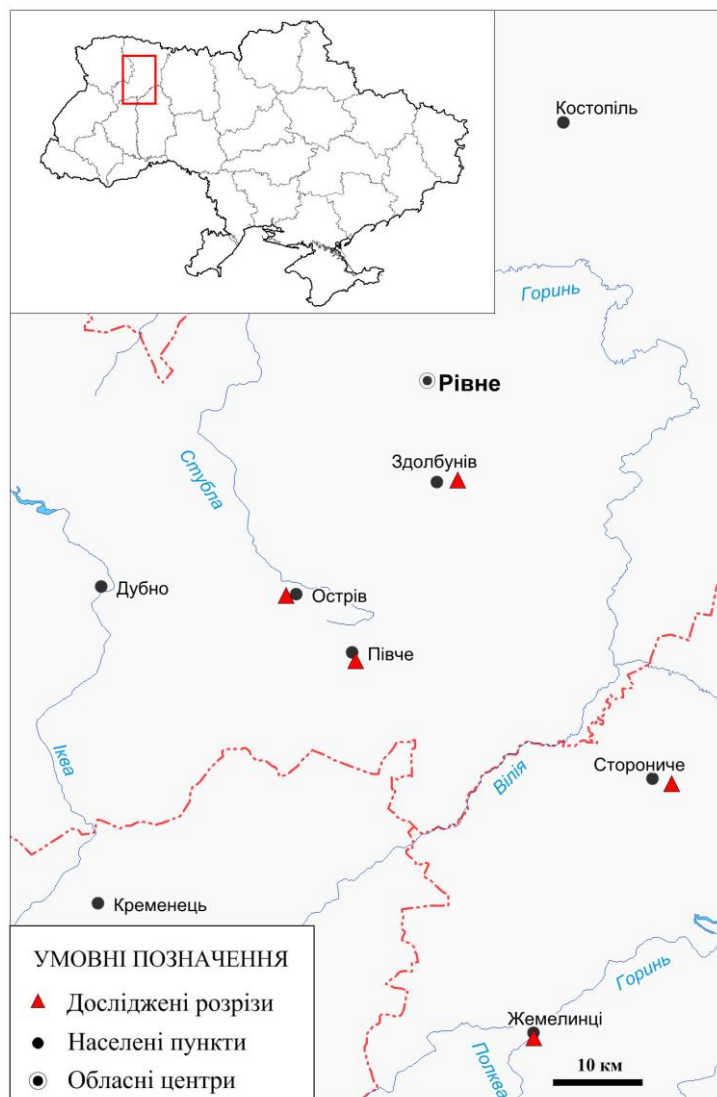 Костопіль
Горинь
Рівне
Здолбунів
Стубла
Дубно
Острів
Півче
Іква
Вілія
Сторониче
Кременець
Горинь
Жемелинці
Полква
10 км
УМОВНІ ПОЗНАЧЕННЯ
Досліджені розрізи
Населені пункти
Обласні центри